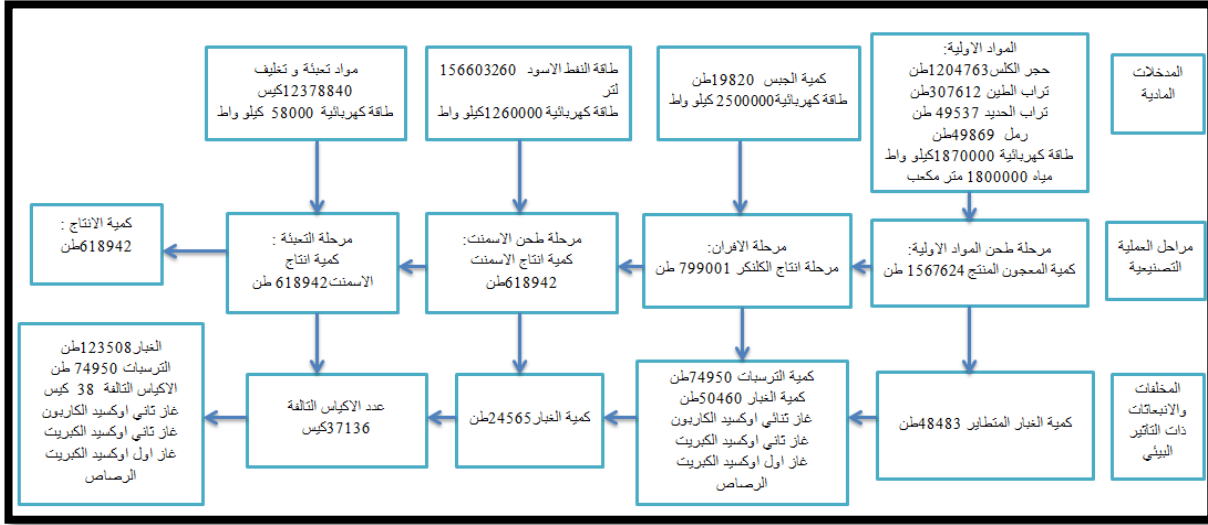 المدخلات
المادية
المواد الاولية:
حجر الكلس1204763طن
تراب الطين 307612طن
تراب الحديد 49537 طن
رمل 49869طن
طاقة كهربائية 1870000كيلو واط
مياه 1800000 متر مكعب
كمية الجبس 19820طن
طاقة كهربائية 2500000كيلو واط
طاقة النفط الاسود 156603260
لتر
طاقة كهربائية 1260000كيلو واط
مواد تعبئة و تغليف
12378840كيس
طاقة كهربائية 58000 كيلو واط
مراحل العملية
التصنيعية
مرحلة طحن المواد الاولية:
كمية المعجون المنتج 1567624 طن
مرحلة الافران:
مرحلة انتاج الكلنكر 799001 طن
مرحلة طحن الاسمنت:
كمية انتاج الاسمنت
618942طن
مرحلة التعبئة :
كمية انتاج
الاسمنت618942 طن
كمية الانتاج :
618942طن
المخلفات
والانبعاثات
ذات التاثير
البيئي
كمية الغبار المتطاير 48483طن
كمية الترسبات 74950طن
كمية الغبار 50460طن
غاز ثنائي اوكسيد الكاربون
غاز ثاني اوكسيد الكبريت
غاز اول اوكسيد الكبريت
الرصاص
كمية الغبار24565طن
عدد الاكياس التالفة
37136كيس
الغبار123508طن
الترسبات 74950 طن
الاكياس التالفة 38 كيس
غاز ثاني اوكسيد الكاربون
غاز ثاني اوكسيد الكبريت
غاز اول اوكسيد الكبريت
الرصاص